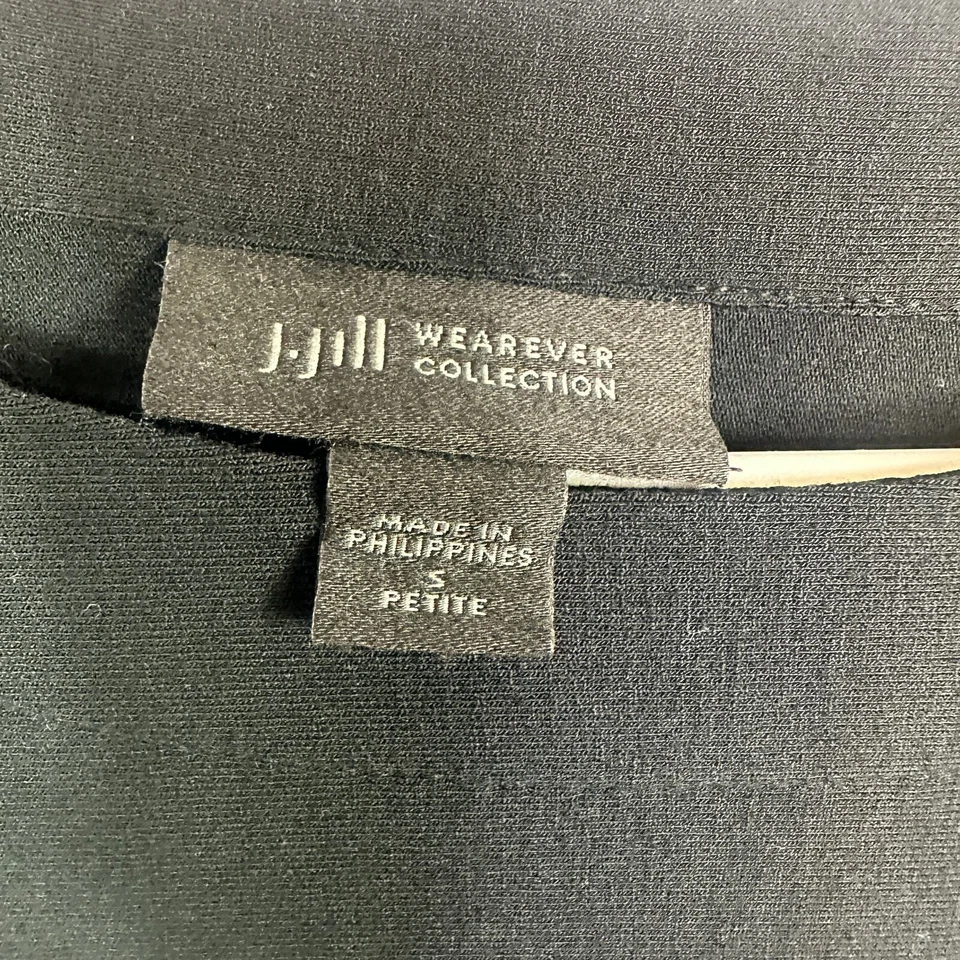 J.Jill WEAREVER
COLLECTION
MADE IN
PHILIPPINES
S
PETITE